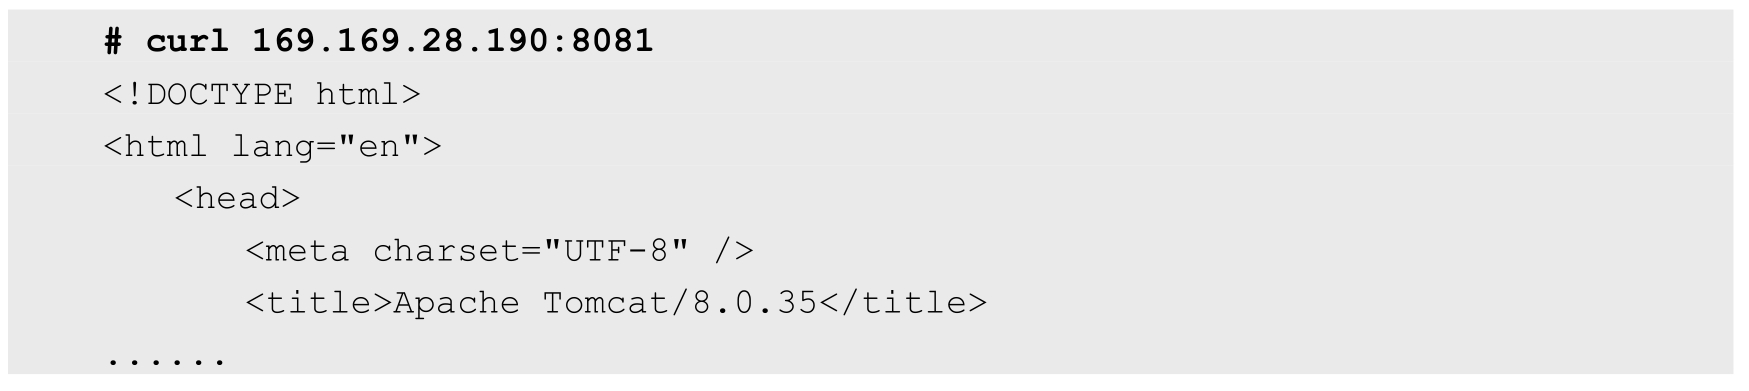 # curl 169.169.28.190:8081
<!DOCTYPE html>
<html lang="en">
<head>
<meta charset="UTF-8" />
<title>Apache Tomcat/8.0.35</title>
......